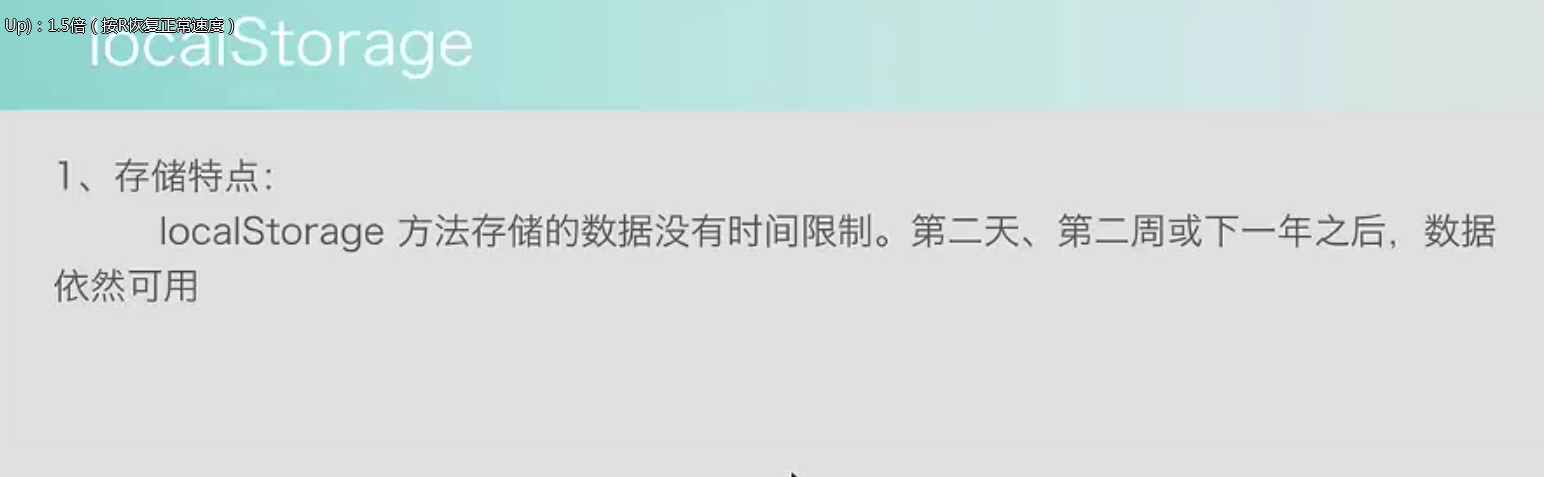 Up)：1.5倍（按R恢复正常速度）
localStorage
1、存储特点：
localStorage 方法存储的数据没有时间限制。第二天、第二周或下一年之后，数据
依然可用